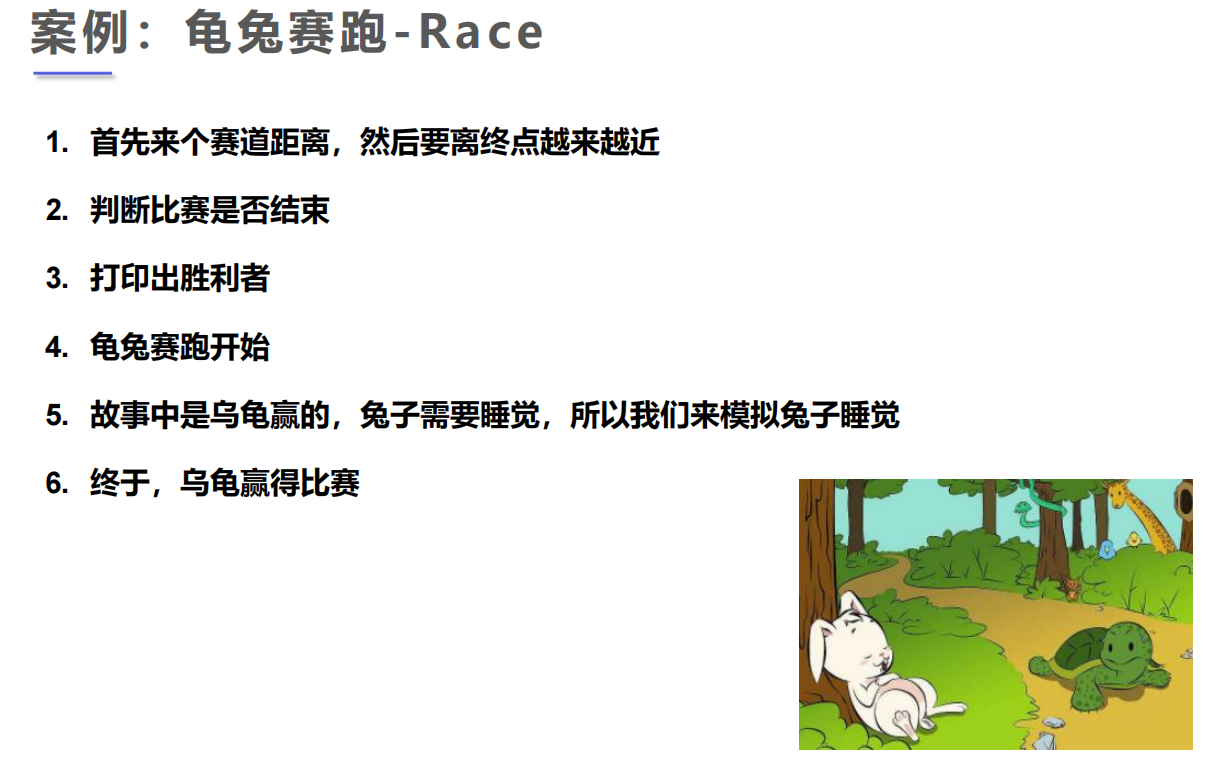 案例：龟兔赛跑-Race
1. 首先来个赛道距离，然后要离终点越来越近
2. 判断比赛是否结束
3. 打印出胜利者
4. 龟兔赛跑开始
5. 故事中是乌龟赢的，兔子需要睡觉，所以我们来模拟兔子睡觉
6. 终于，乌龟赢得比赛